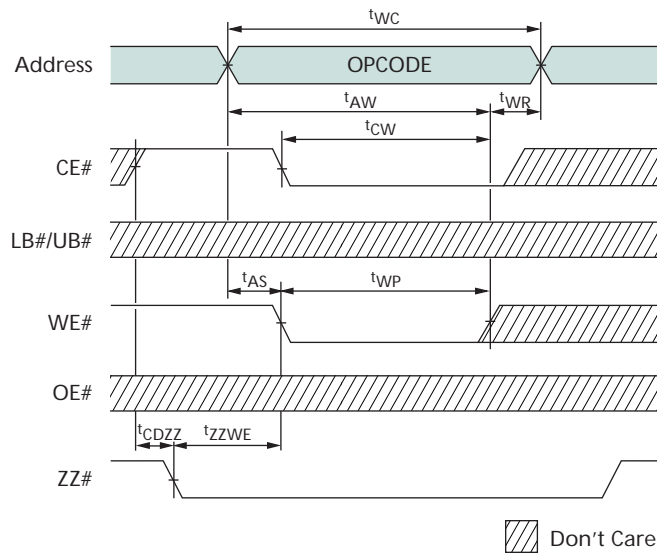 tWC
Address
OPCODE
tAW
tWR
tCW
CE#
LB#/UB#
tAS
tWP
WE#
OE#
tCDZZ
tZZWE
ZZ#
Don't Care